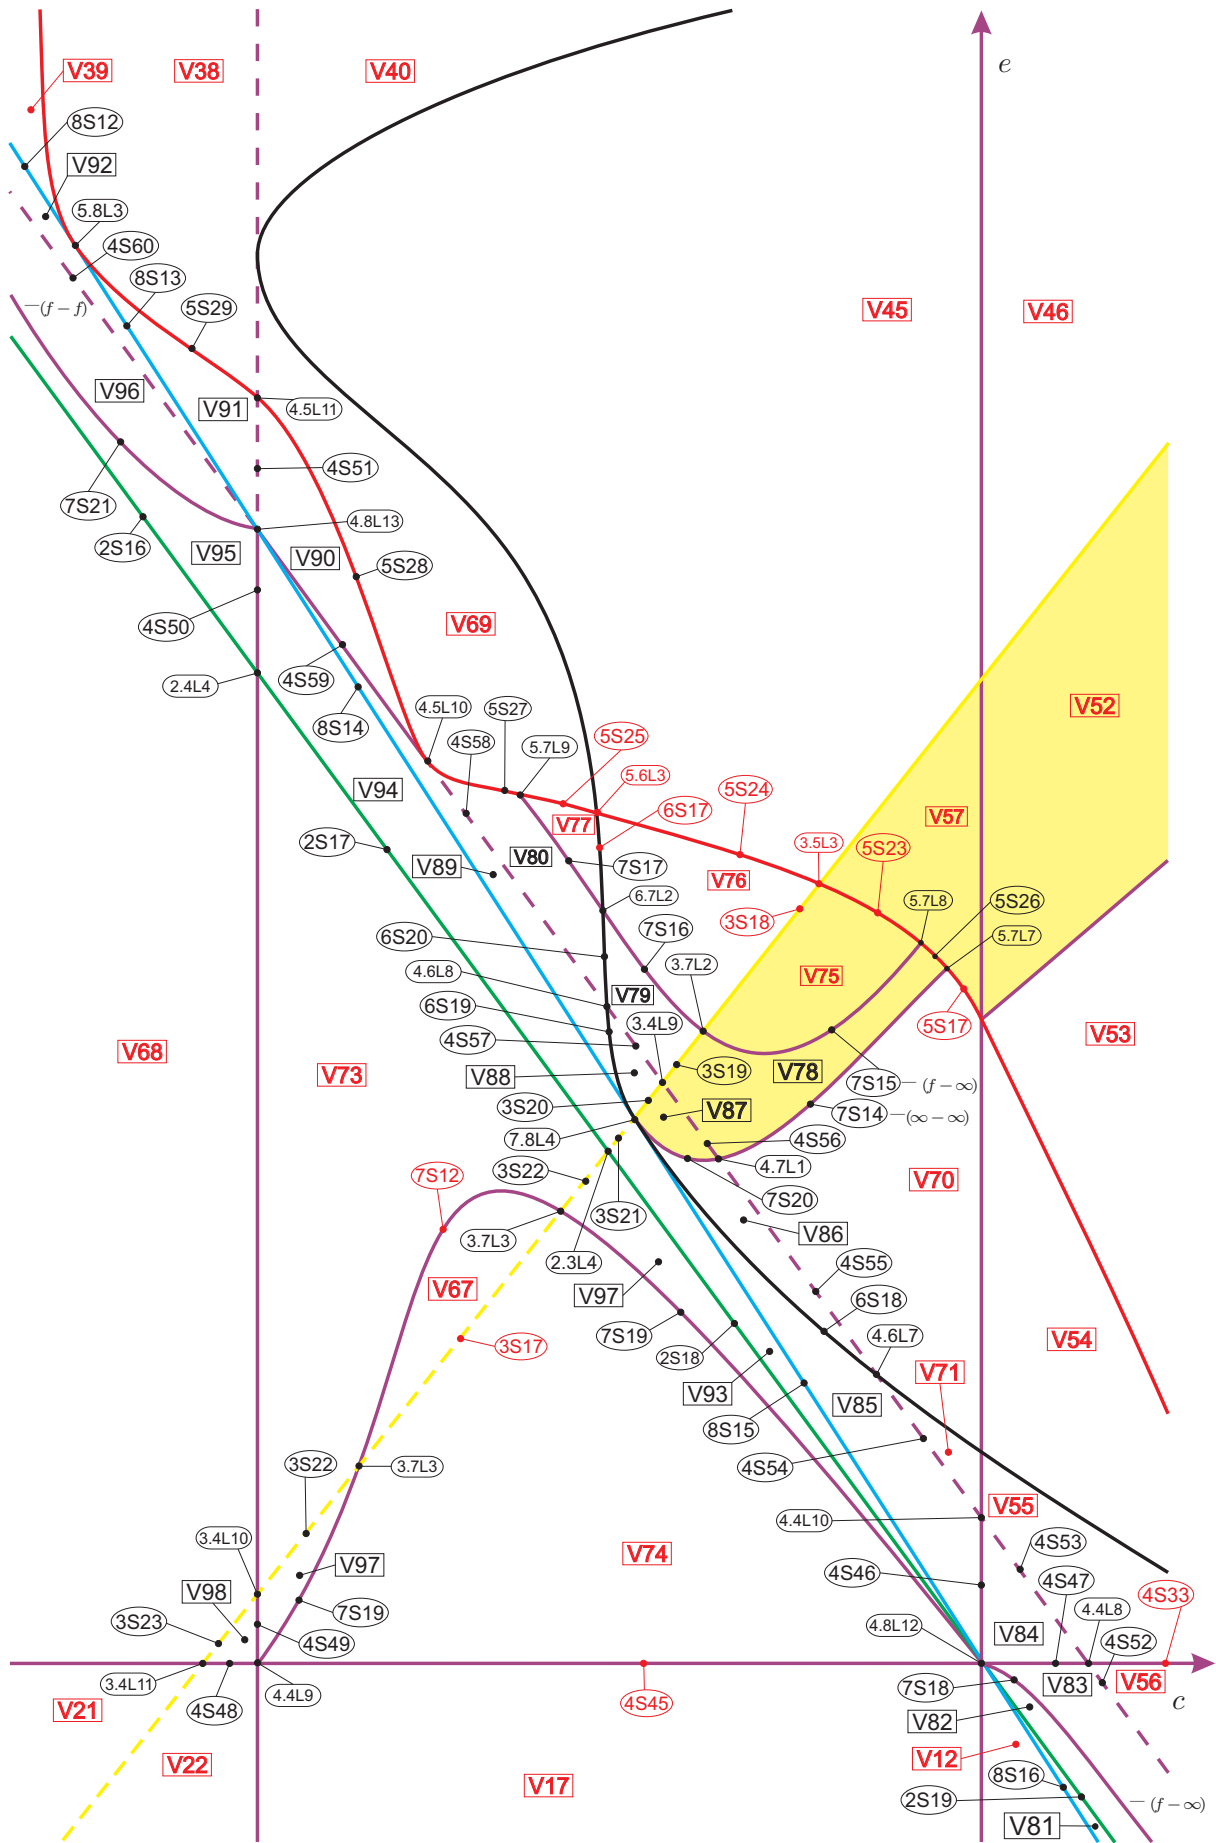 V39
V38
V40
e
8S12
V92
5.8L3
4S60
8S13
(f − f)
5S29
V45
V46
V96
V91
4.5L11
4S51
7S21
4.8L13
2S16
V95
V90
5S28
4S50
V69
4S59
2.4L4
8S14
4.5L10
5S27
V52
4S58
5.7L9
5S25
5.6L3
V94
6S17
5S24
V57
V77
2S17
V89
V80
7S17
3.5L3
5S23
V76
6.7L2
5.7L8
5S26
3S18
7S16
6S20
3.7L2
5.7L7
4.6L8
V79
V75
6S19
3.4L9
5S17
V53
4S57
V68
V73
V88
3S19
V78
7S15
(f − ∞)
3S20
V87
7S14
(∞ − ∞)
7.8L4
4S56
4.7L1
7S12
3S22
V70
7S20
3S21
3.7L3
V86
2.3L4
4S55
V67
V97
6S18
7S19
3S17
2S18
V54
4.6L7
V71
V93
V85
8S15
3S22
3.7L3
4S54
V55
4.4L10
3.4L10
V74
4S53
V97
4S46
4S47
4S33
V98
7S19
4.4L8
3S23
4S49
4.8L12
V84
4S52
3.4L11
4.4L9
7S18
V83
V56
V21
4S48
4S45
c
V82
V22
V12
V17
8S16
2S19
(f − ∞)
V81